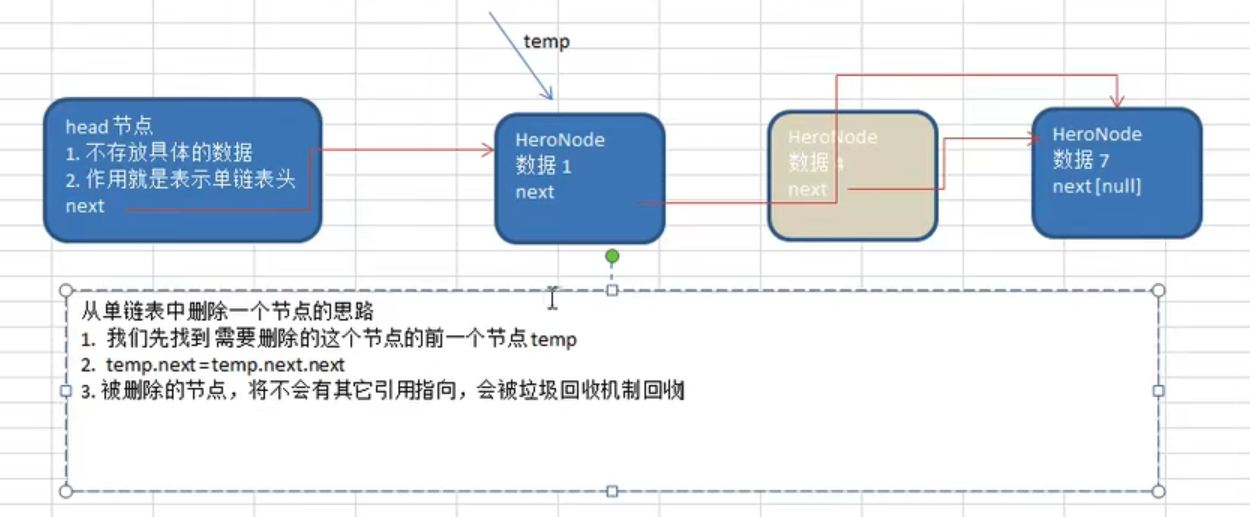 temp
head 节点
1. 不存放具体的数据
2. 作用就是表示单链表头
next
HeroNode
数据 1
next
HeroNode
数据 4
next
HeroNode
数据 7
next[null]
从单链表中删除一个节点的思路
1. 我们先找到 需要删除的这个节点的前一个节点 temp
2. temp.next=temp.next.next
3. 被删除的节点，将不会有其它引用指向，会被垃圾回收机制回收